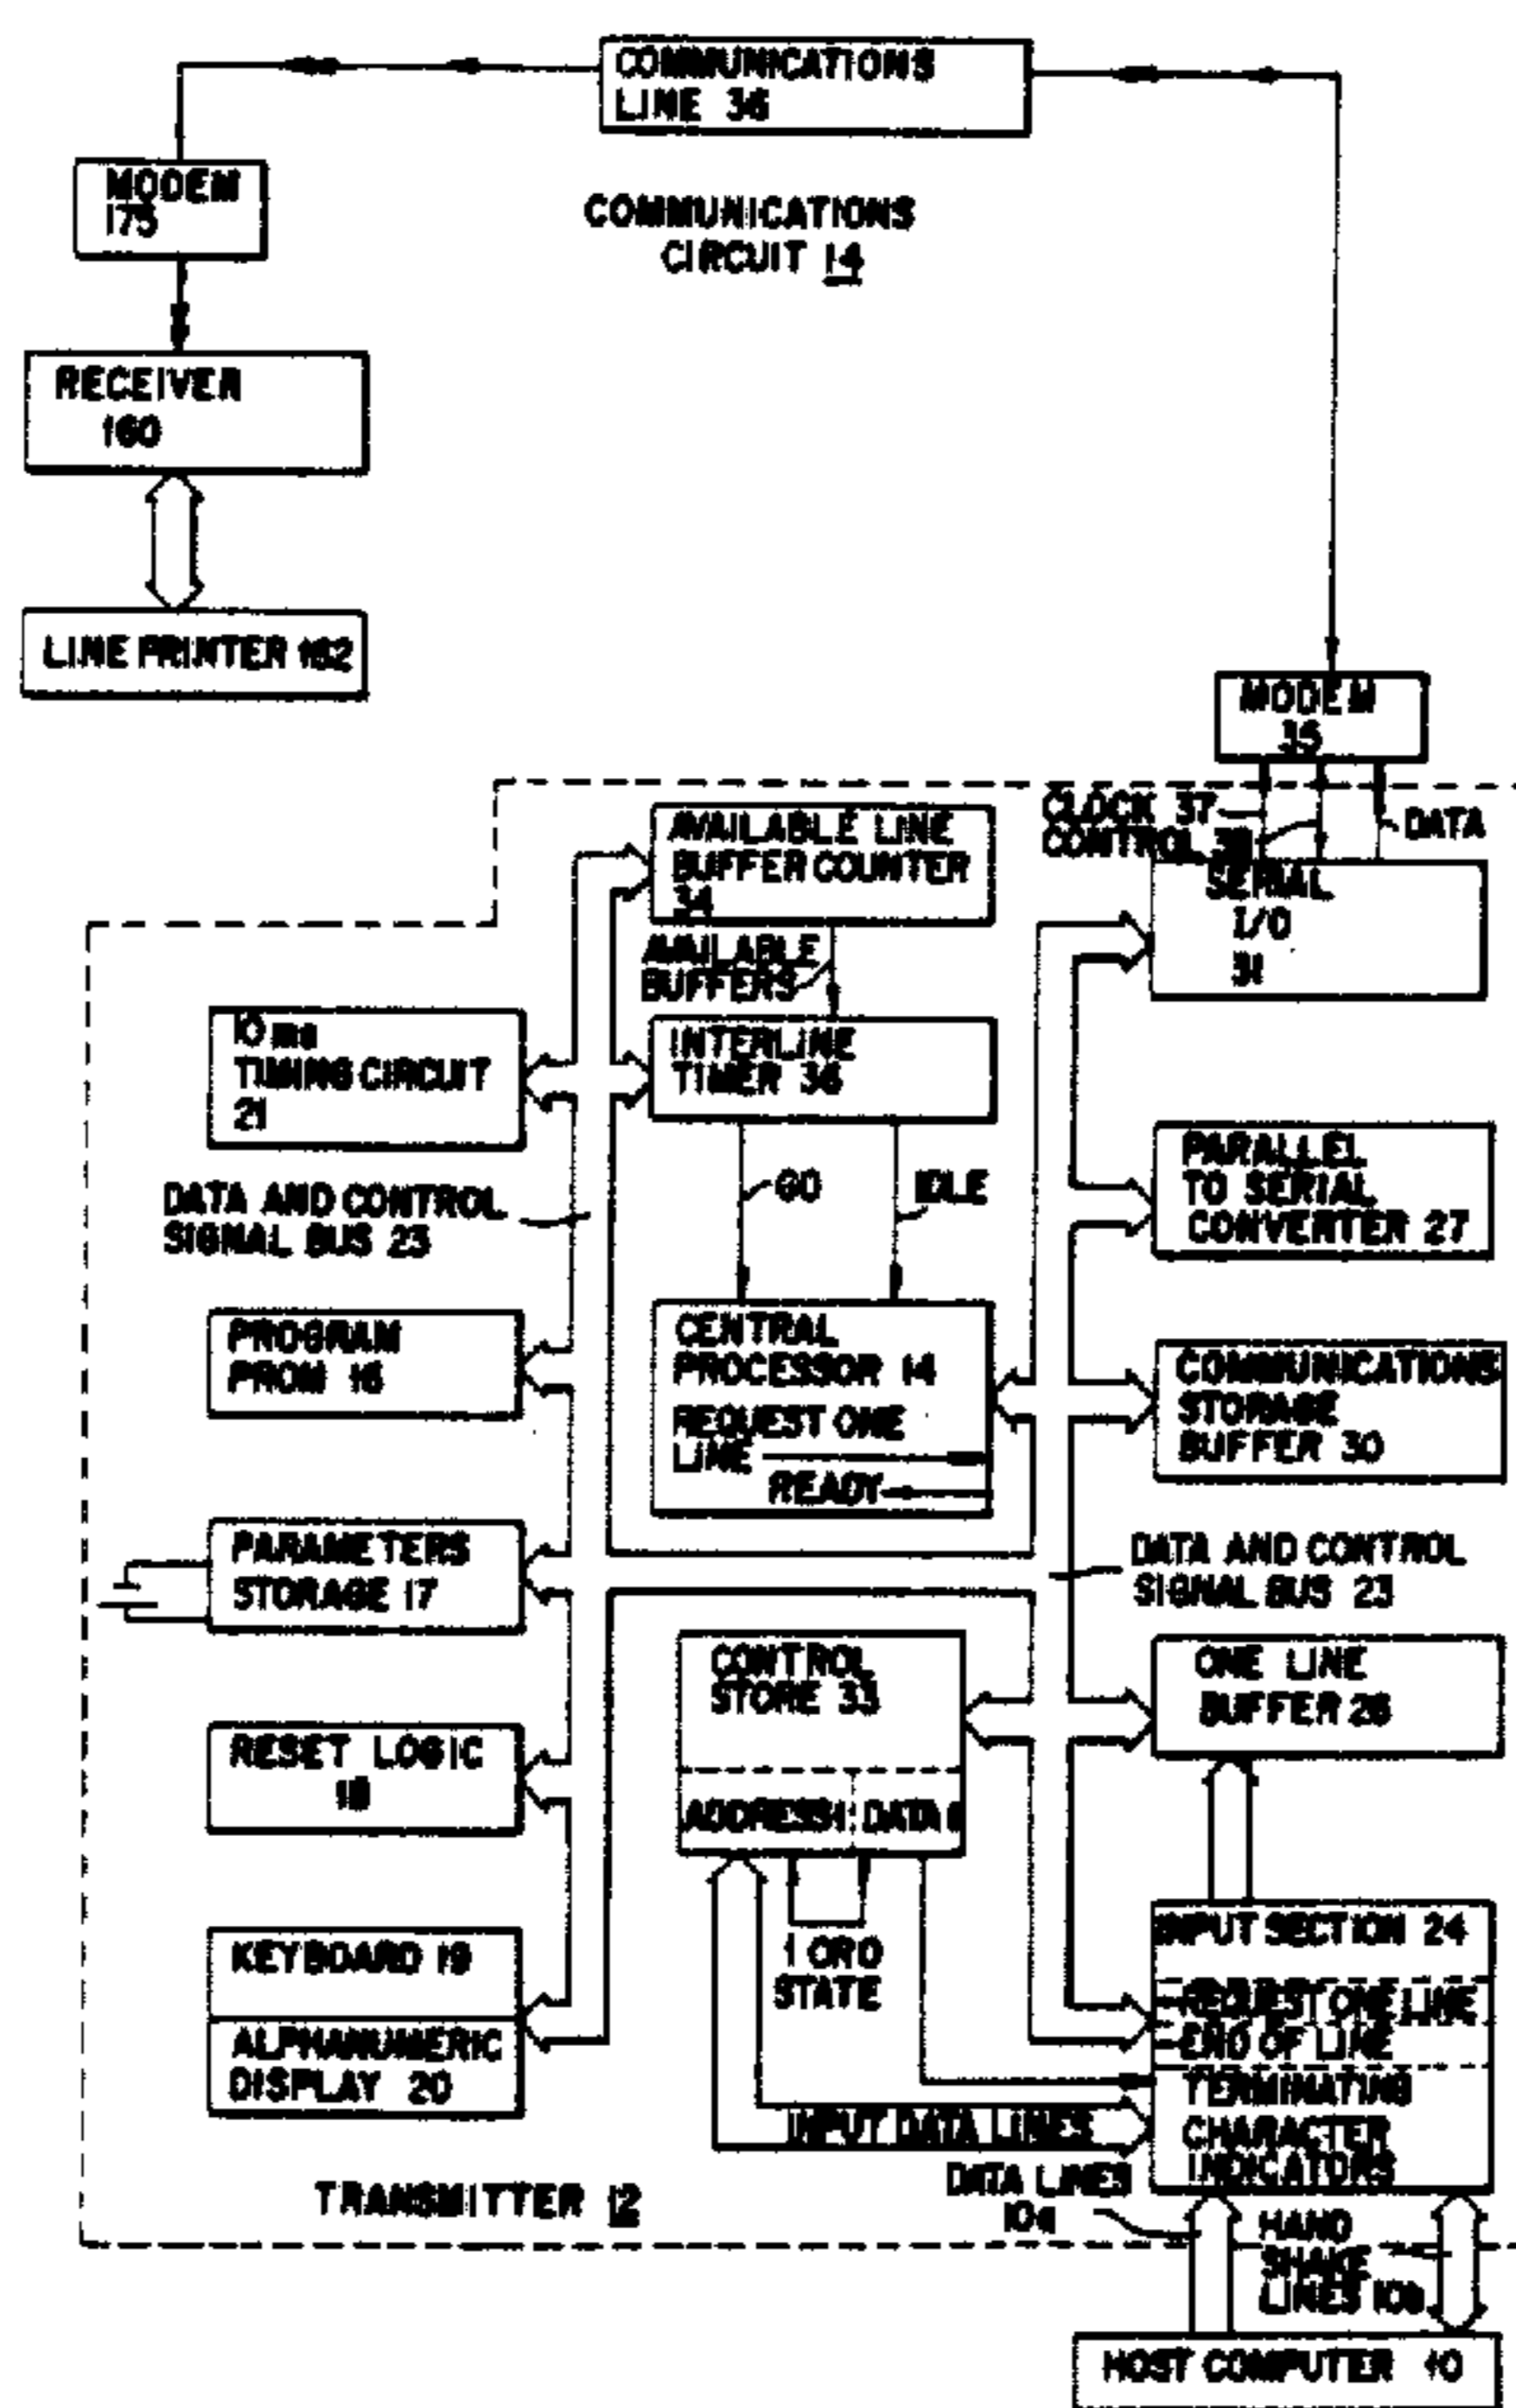 COMMUNICATIONS
LINE 36
MODEM
175
COMMUNICATIONS
CIRCUIT 14
RECEIVER
160
LINE PRINTER 162
MODEM
35
CLOCK 37
CONTROL
DATA
AVAILABLE LINE
BUFFER COUNTER
34
SERIAL
I/O
31
AVAILABLE
BUFFERS
10 ms
TIMING CIRCUIT
21
INTERLINE
TIMER 36
PARALLEL
TO SERIAL
CONVERTER 27
GO
IDLE
DATA AND CONTROL
SIGNAL BUS 23
PROGRAM
PROM 16
CENTRAL
PROCESSOR 14
REQUEST ONE
LINE
READY
COMMUNICATIONS
STORAGE
BUFFER 30
PARAMETERS
STORAGE 17
DATA AND CONTROL
SIGNAL BUS 23
CONTROL
STORE 33
ADDRESS DATA
ONE LINE
BUFFER 26
RESET LOGIC
18
1 OR 0
STATE
INPUT SECTION 24
REQUEST ONE LINE
END OF LINE
TERMINATING
CHARACTER
INDICATORS
KEYBOARD 19
ALPHANUMERIC
DISPLAY 20
INPUT DATA LINES
TRANSMITTER 12
DATA LINES
10a
HAND
SHAKE
LINES 10b
HOST COMPUTER 10